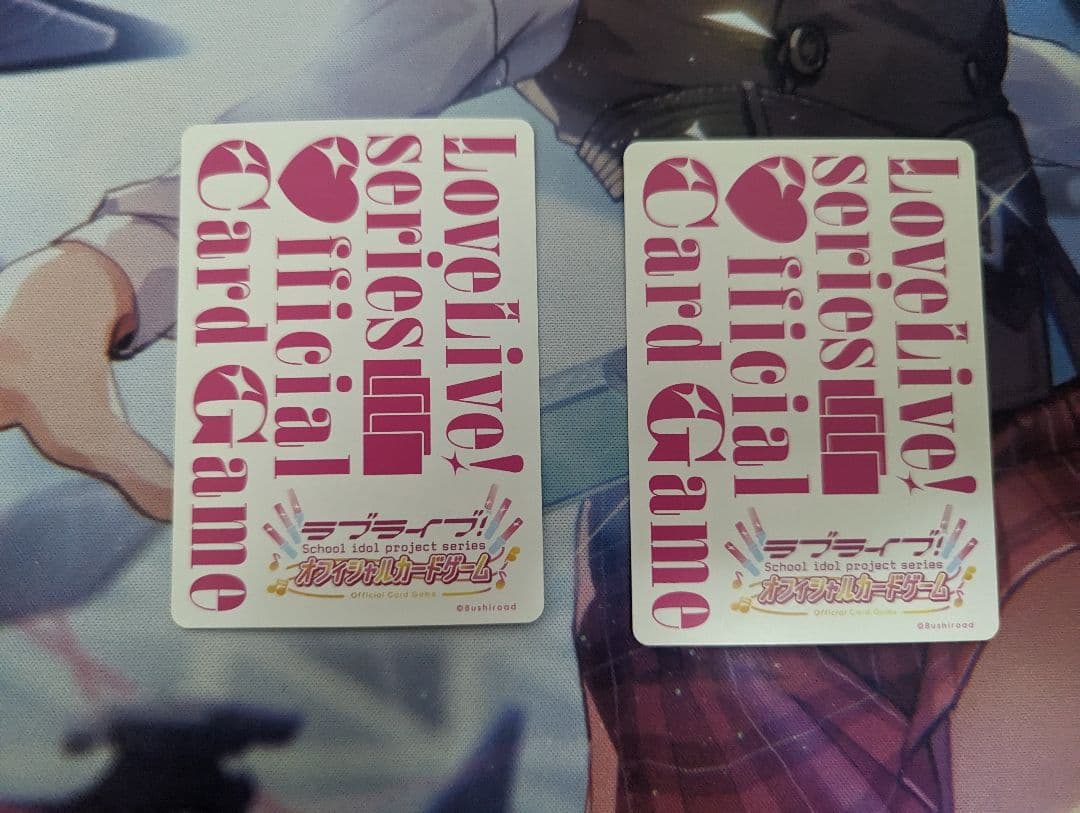 LoveLive!
series
fficial
Card Game
ラブライブ!
School idol project series
オフィシャルカードゲーム
Official Card Game
©Bushiroad
LoveLive!
series
fficial
Card Game
ラブライブ!
School idol project series
オフィシャルカードゲーム
Official Card Game
©Bushiroad